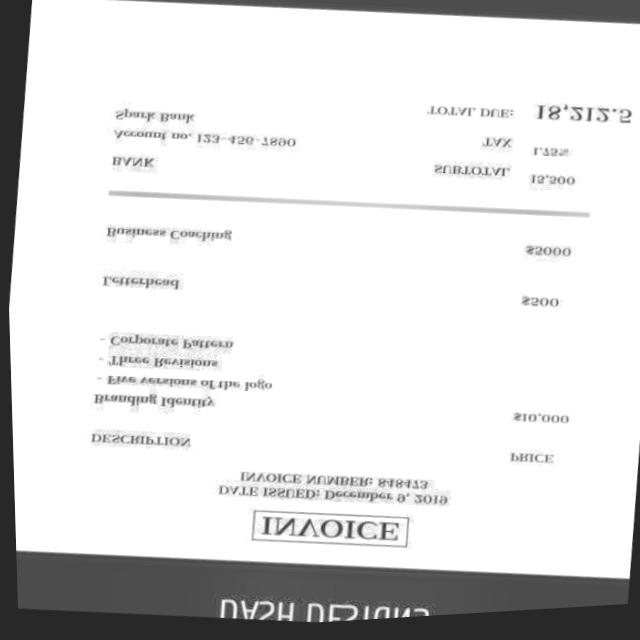 DASH DESIGNS
INVOICE
DATE ISSUED: December 9, 2019
INVOICE NUMBER: 848473
DESCRIPTION PRICE
Branding Identity $10,000
- Five versions of the logo
- Three Revisions
- Corporate Pattern
Letterhead $500
Business Coaching $5000
BANK SUBTOTAL 15,500
Account no. 123-456-7890 TAX 1.75%
Spark Bank TOTAL DUE: 18,212.5